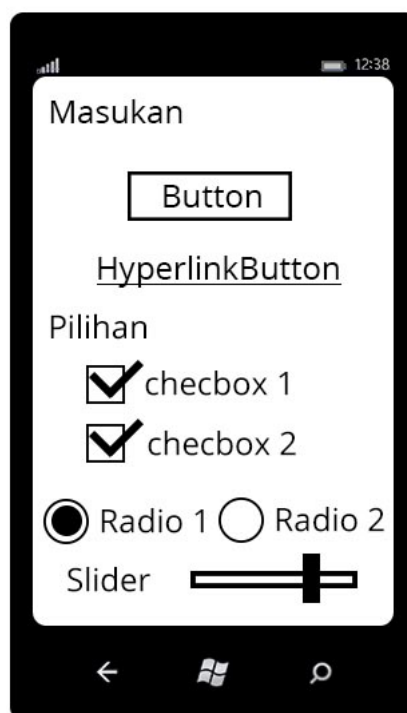 12:38
Masukan
Button
HyperlinkButton
Pilihan
checbox 1
checbox 2
Radio 1 Radio 2
Slider